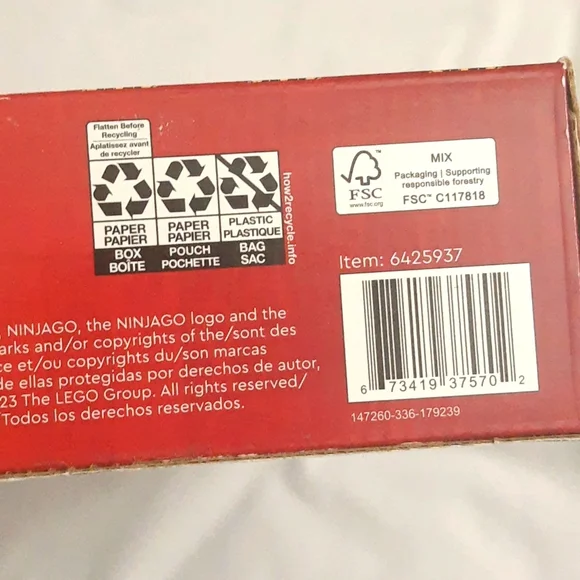 Flatten Before
Recycling
Aplatissez avant
de recycler
PAPER
PAPIER
BOX
BOÎTE
PAPER
PAPIER
POUCH
POCHETTE
PLASTIC
PLASTIQUE
BAG
SAC
how2recycle.info
FSC
www.fsc.org
MIX
Packaging | Supporting
responsible forestry
FSC™ C117818
Item: 6425937
6 73419 37570 2
147260-336-179239
, NINJAGO, the NINJAGO logo and the
arks and/or copyrights of the/sont des
ce et/ou copyrights du/son marcas
de ellas protegidas por derechos de autor,
23 The LEGO Group. All rights reserved/
Todos los derechos reservados.